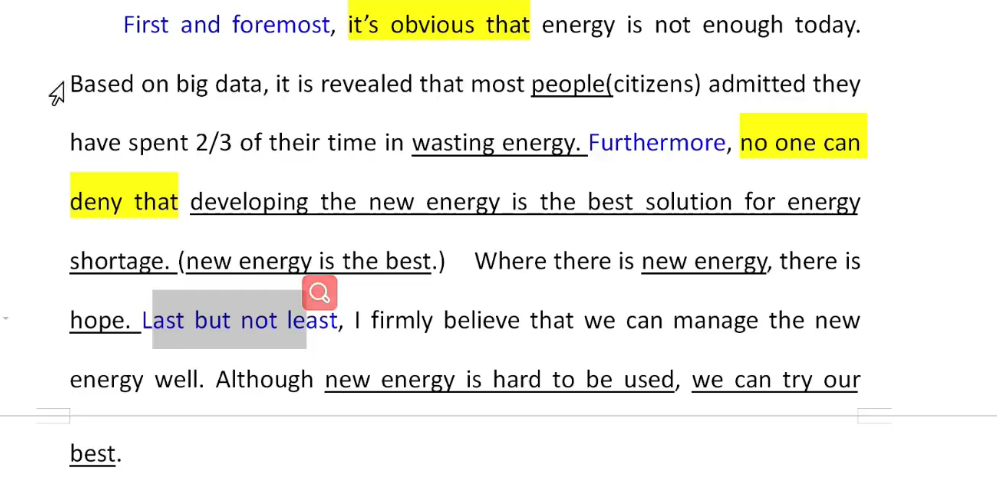 First and foremost, it’s obvious that energy is not enough today.
Based on big data, it is revealed that most people(citizens) admitted they
have spent 2/3 of their time in wasting energy. Furthermore, no one can
deny that developing the new energy is the best solution for energy
shortage. (new energy is the best.) Where there is new energy, there is
hope. Last but not least, I firmly believe that we can manage the new
energy well. Although new energy is hard to be used, we can try our
best.